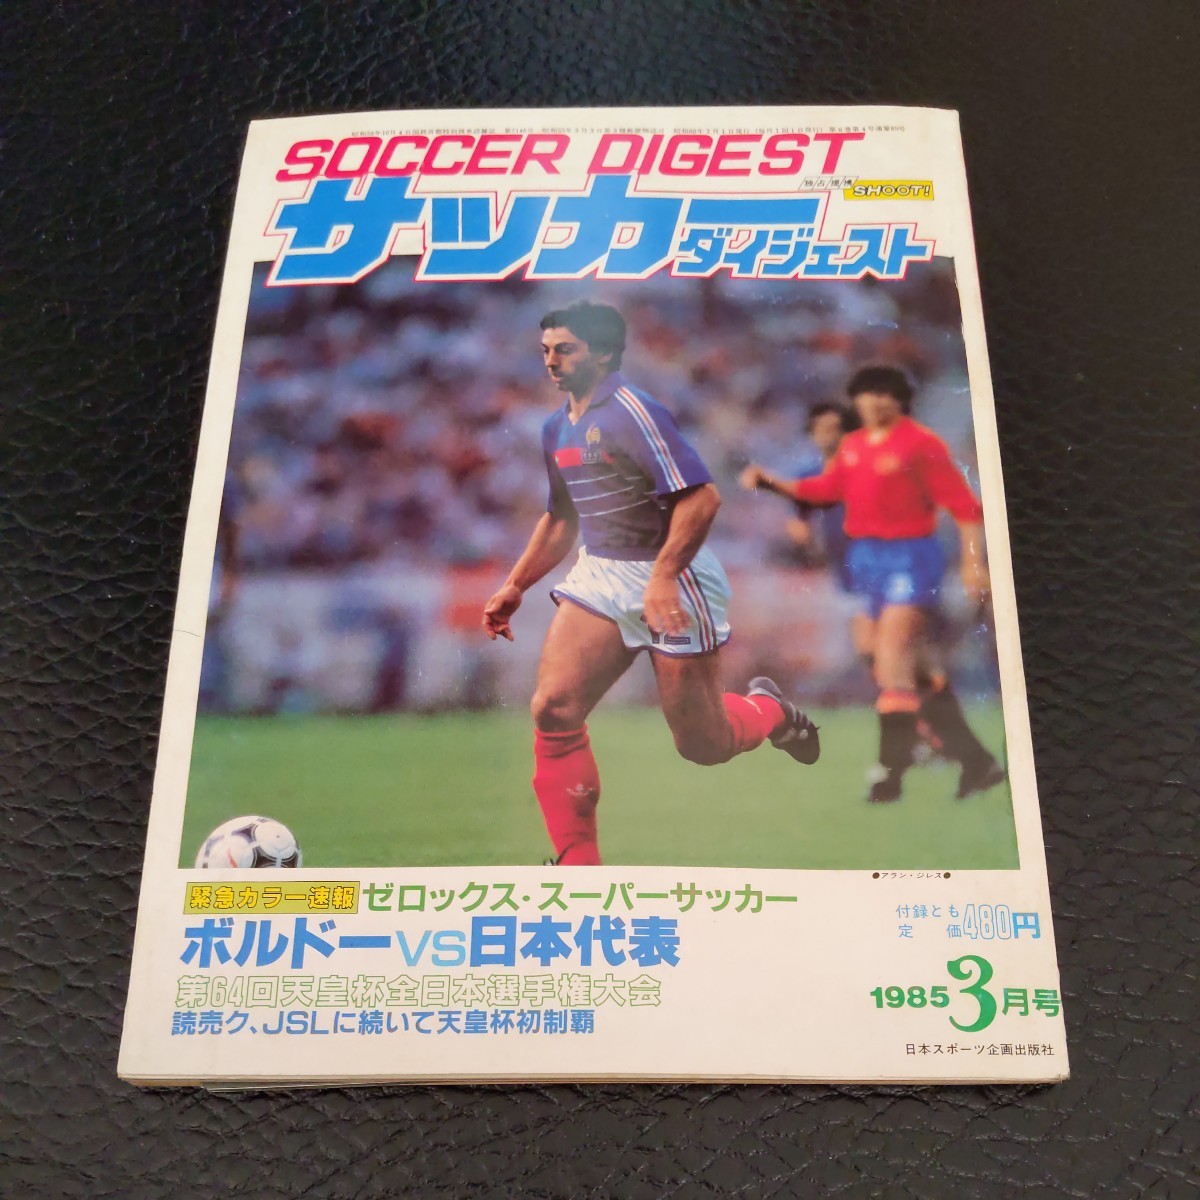 SOCCER DIGEST
独占提携 SHOOT!
サッカー
ダイジェスト
●アラン・ジレス●
緊急カラー速報 ゼロックス・スーパーサッカー
ボルドーVS日本代表
第64回天皇杯全日本選手権大会
読売ク、JSLに続いて天皇杯初制覇
付録とも
定価480円
1985 3月号
日本スポーツ企画出版社